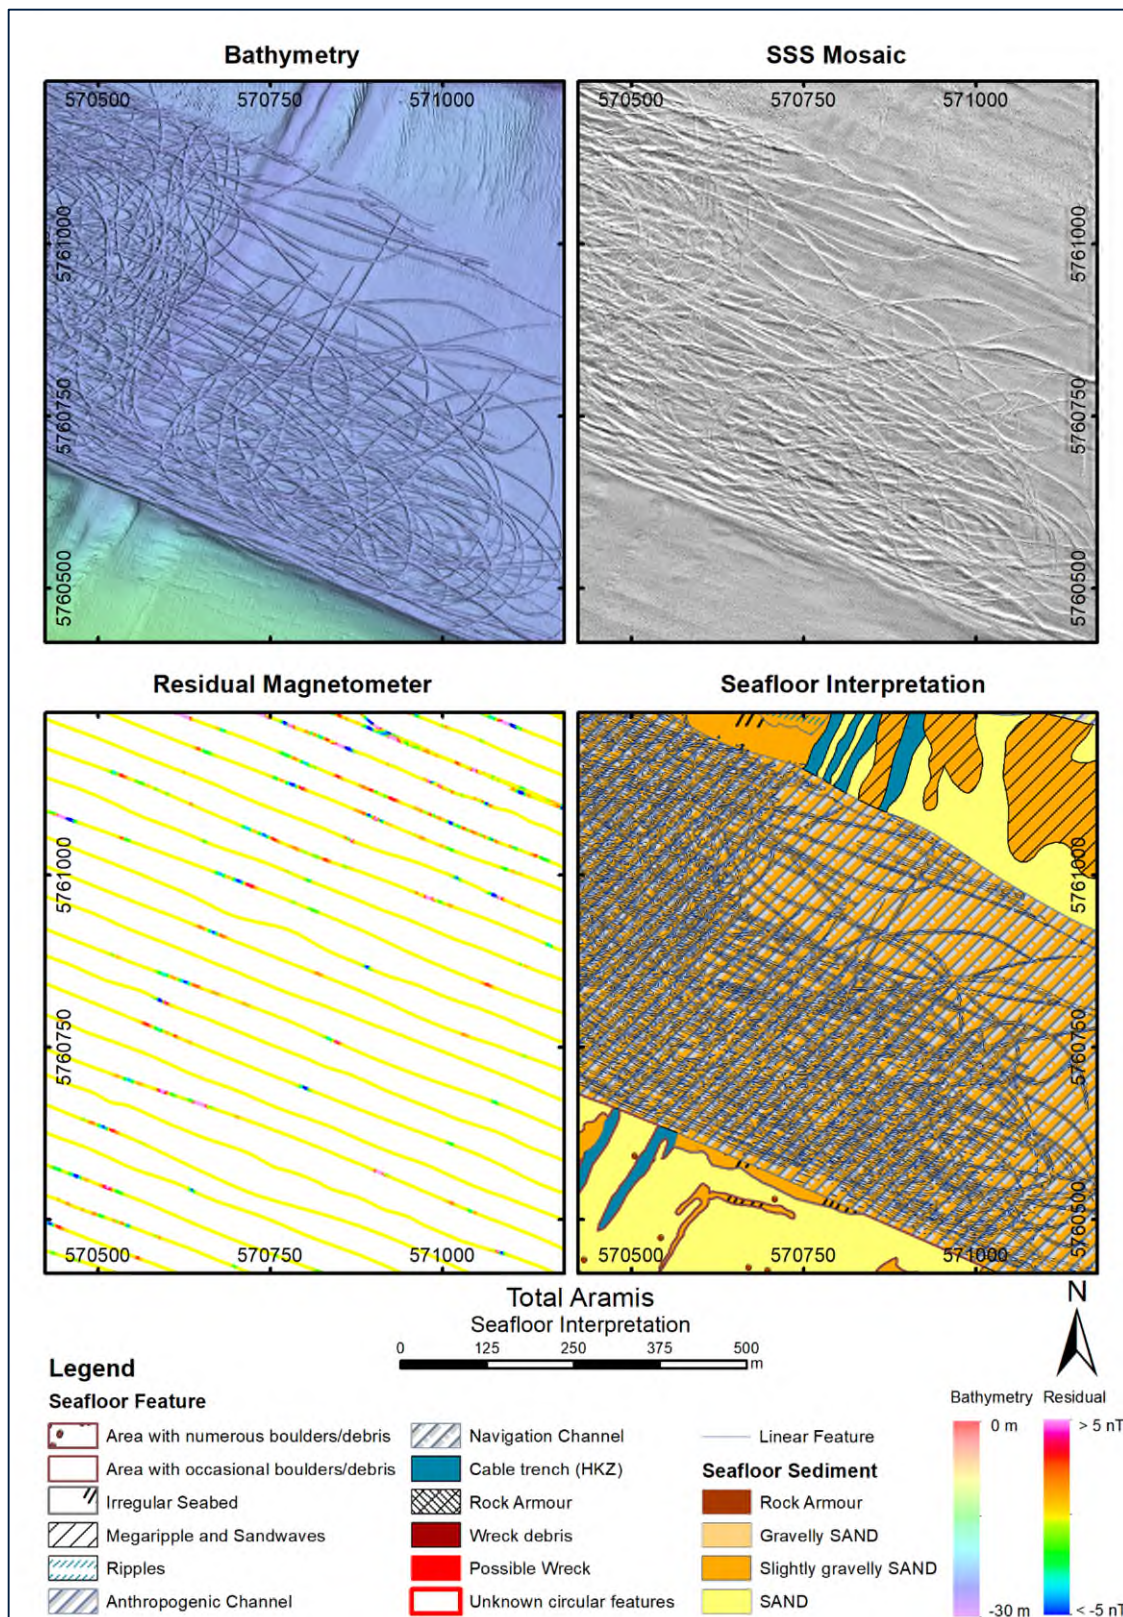 Bathymetry
SSS Mosaic
570500 570750 571000
570500 570750 571000
5761000
5760750
5760500
5761000
5760750
5760500
Residual Magnetometer
Seafloor Interpretation
5761000
5760750
5760500
5761000
5760750
5760500
570500 570750 571000
570500 570750 571000
Total Aramis
Seafloor Interpretation
0 125 250 375 500
m
N
Legend
Seafloor Feature
Area with numerous boulders/debris
Area with occasional boulders/debris
Irregular Seabed
Megaripple and Sandwaves
Ripples
Anthropogenic Channel
Navigation Channel
Cable trench (HKZ)
Rock Armour
Wreck debris
Possible Wreck
Unknown circular features
Linear Feature
Seafloor Sediment
Rock Armour
Gravelly SAND
Slightly gravelly SAND
SAND
Bathymetry
0 m
-30 m
Residual
> 5 nT
< -5 nT